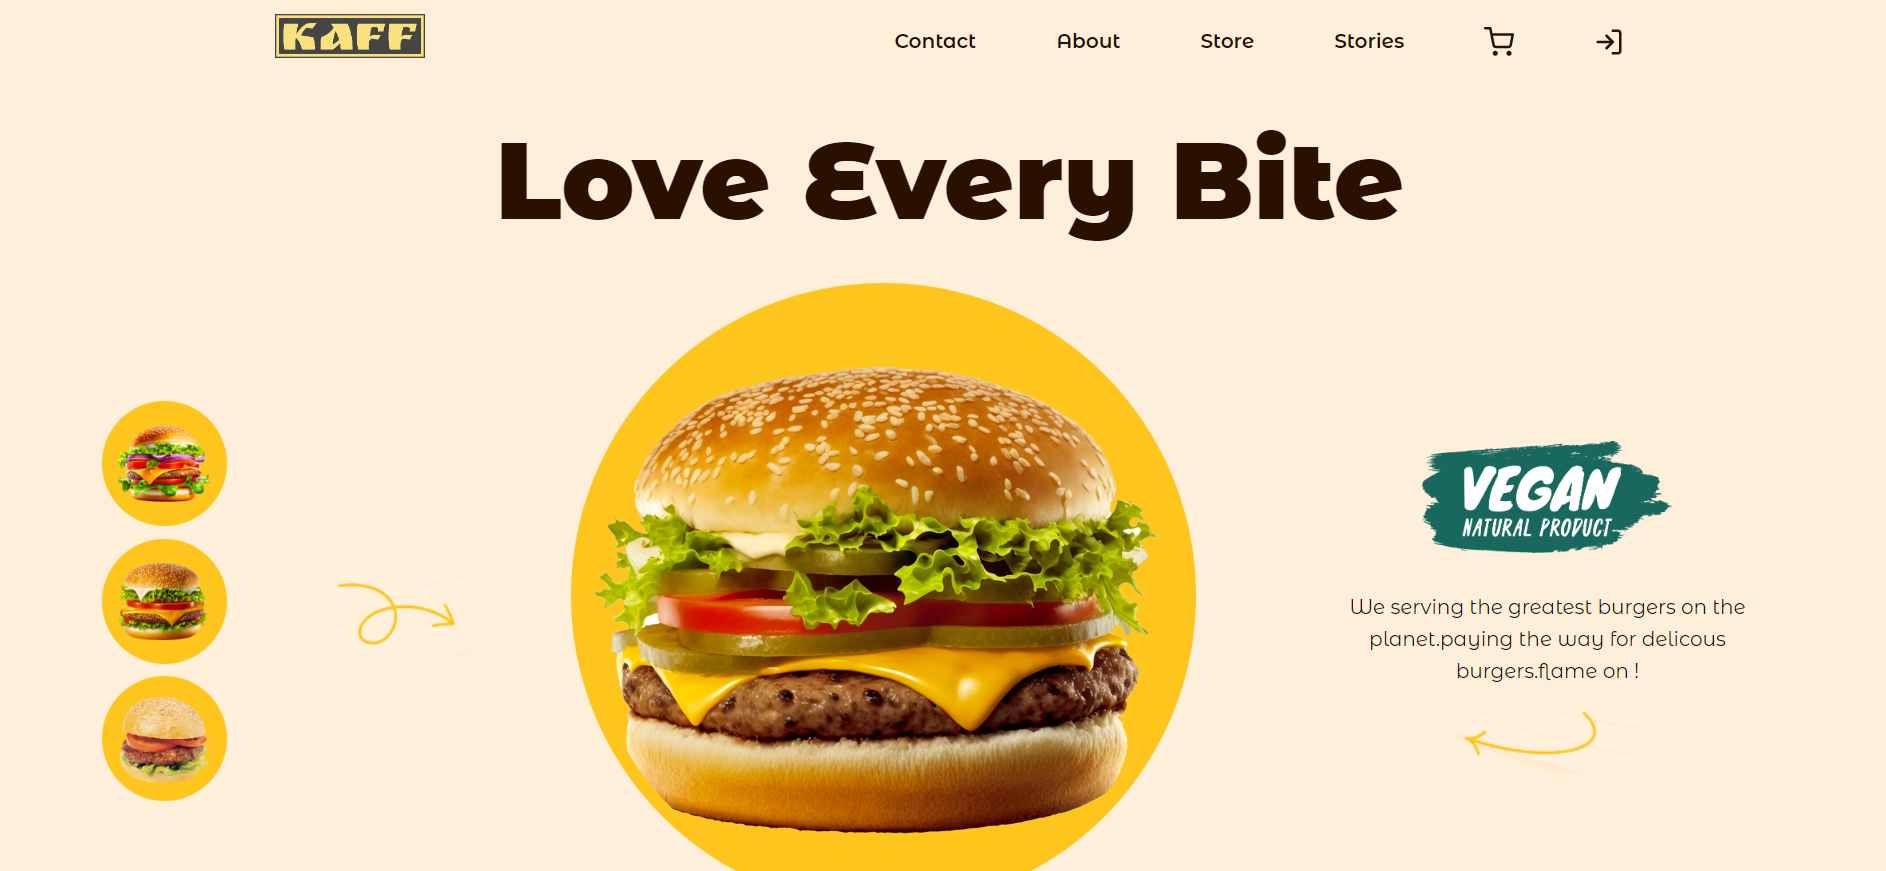 KAFF
Contact About Store Stories
Love Every Bite
VEGAN
NATURAL PRODUCT
We serving the greatest burgers on the
planet.paying the way for delicous
burgers.flame on !